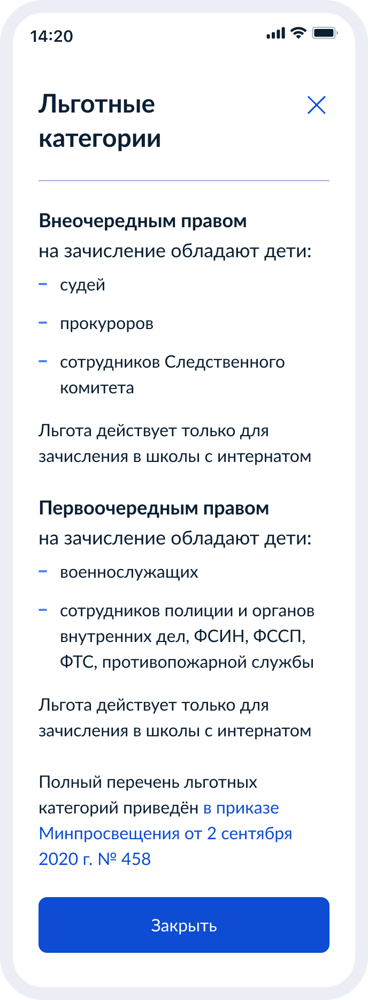 14:20
Льготные
категории
Внеочередным правом
на зачисление обладают дети:
– судей
– прокуроров
– сотрудников Следственного
комитета
Льгота действует только для
зачисления в школы с интернатом
Первоочередным правом
на зачисление обладают дети:
– военнослужащих
– сотрудников полиции и органов
внутренних дел, ФСИН, ФССП,
ФТС, противопожарной службы
Льгота действует только для
зачисления в школы с интернатом
Полный перечень льготных
категорий приведён в приказе
Минпросвещения от 2 сентября
2020 г. № 458
Закрыть